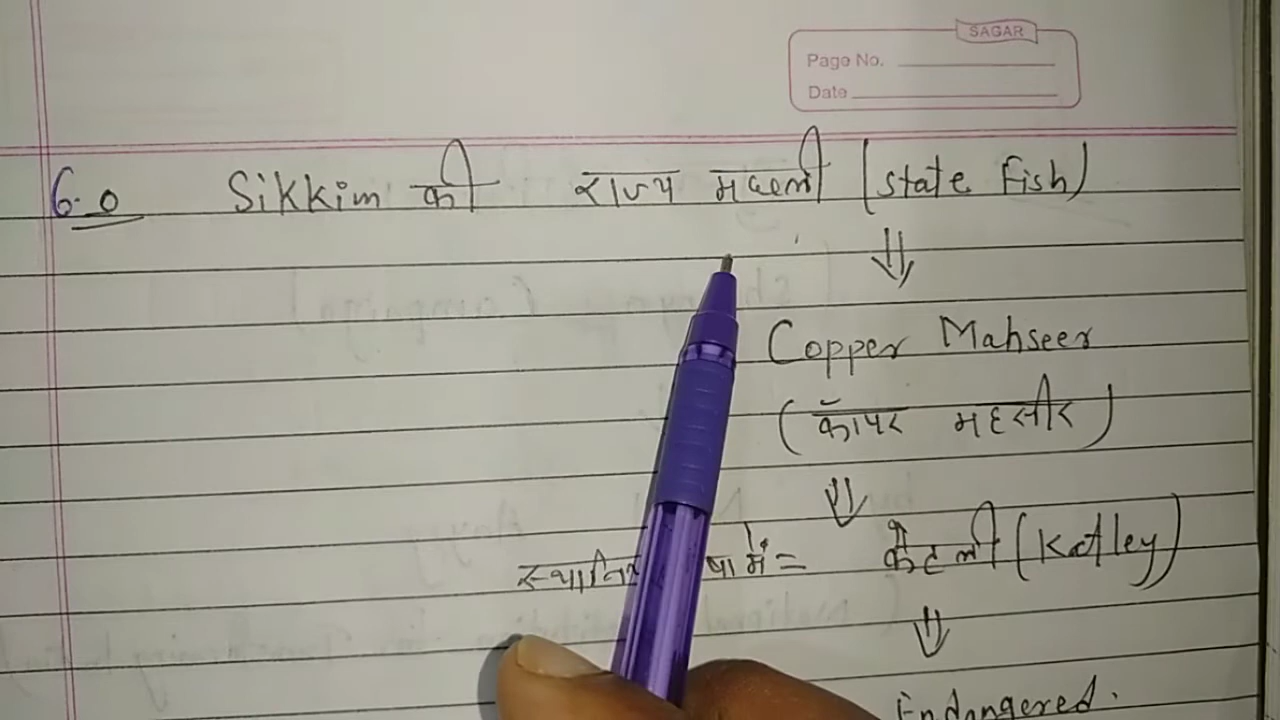 SAGAR
Page No.
Date
6.0 Sikkim की राज्य मछली (State Fish)
⇓
Copper Mahseer
(कॉपर महसीर)
⇓
में = कैटली (Katley)
⇓
Endangered.